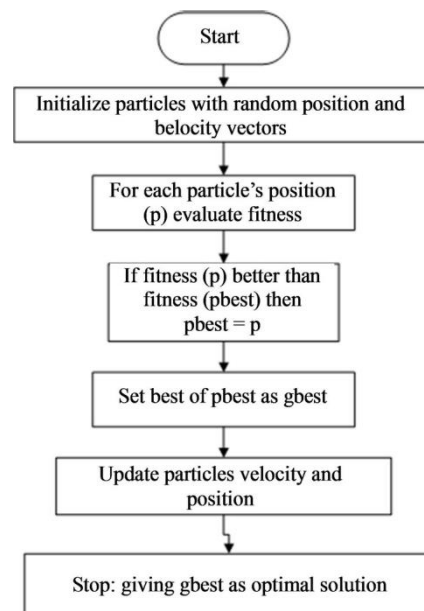 Start
Initialize particles with random position and
belocity vectors
For each particle's position
(p) evaluate fitness
If fitness (p) better than
fitness (pbest) then
pbest = p
Set best of pbest as gbest
Update particles velocity and
position
Stop: giving gbest as optimal solution